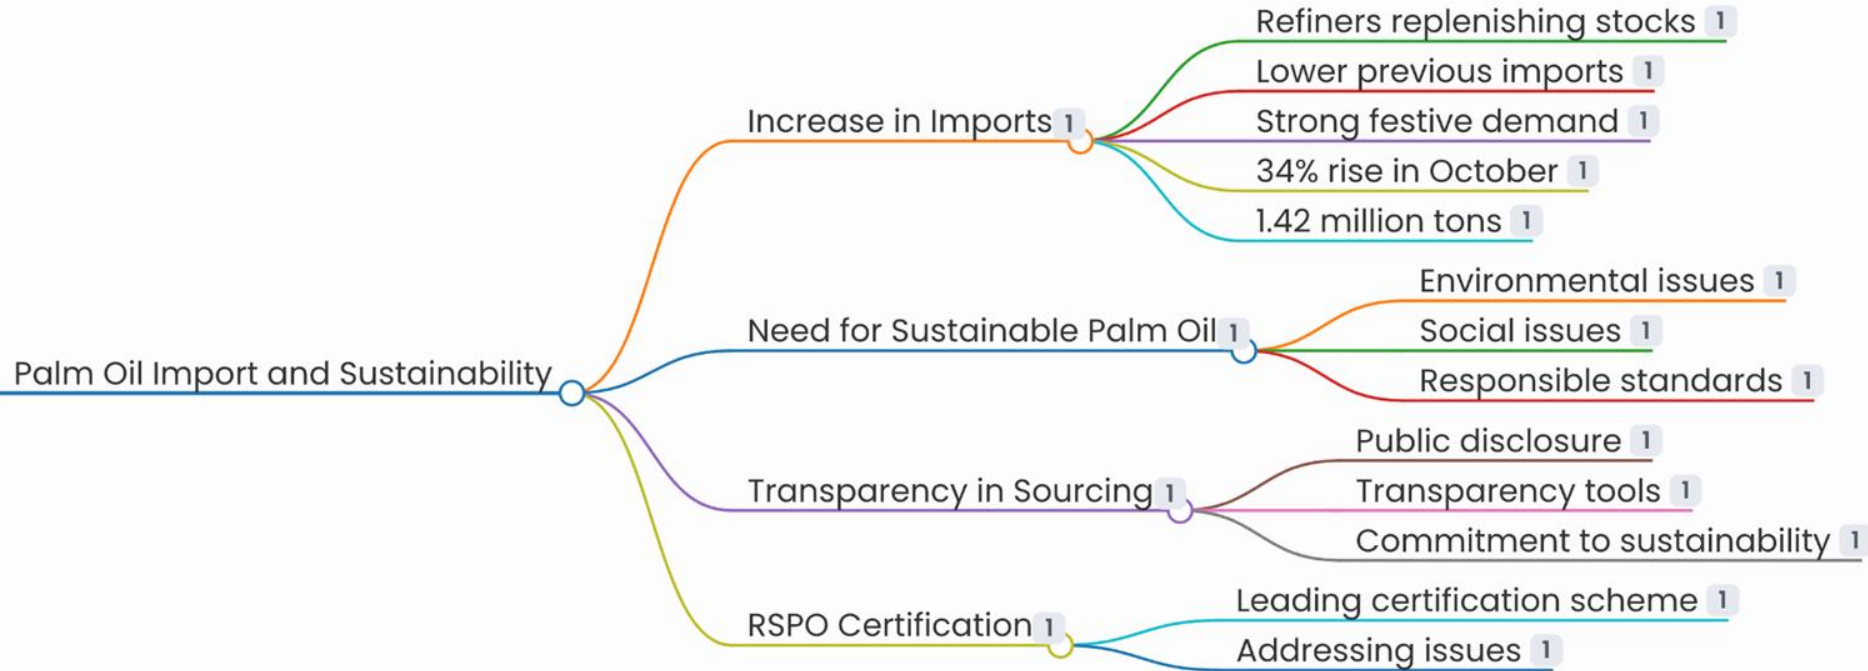 Palm Oil Import and Sustainability
Increase in Imports 1
Refiners replenishing stocks 1
Lower previous imports 1
Strong festive demand 1
34% rise in October 1
1.42 million tons 1
Need for Sustainable Palm Oil 1
Environmental issues 1
Social issues 1
Responsible standards 1
Transparency in Sourcing 1
Public disclosure 1
Transparency tools 1
Commitment to sustainability 1
RSPO Certification 1
Leading certification scheme 1
Addressing issues 1